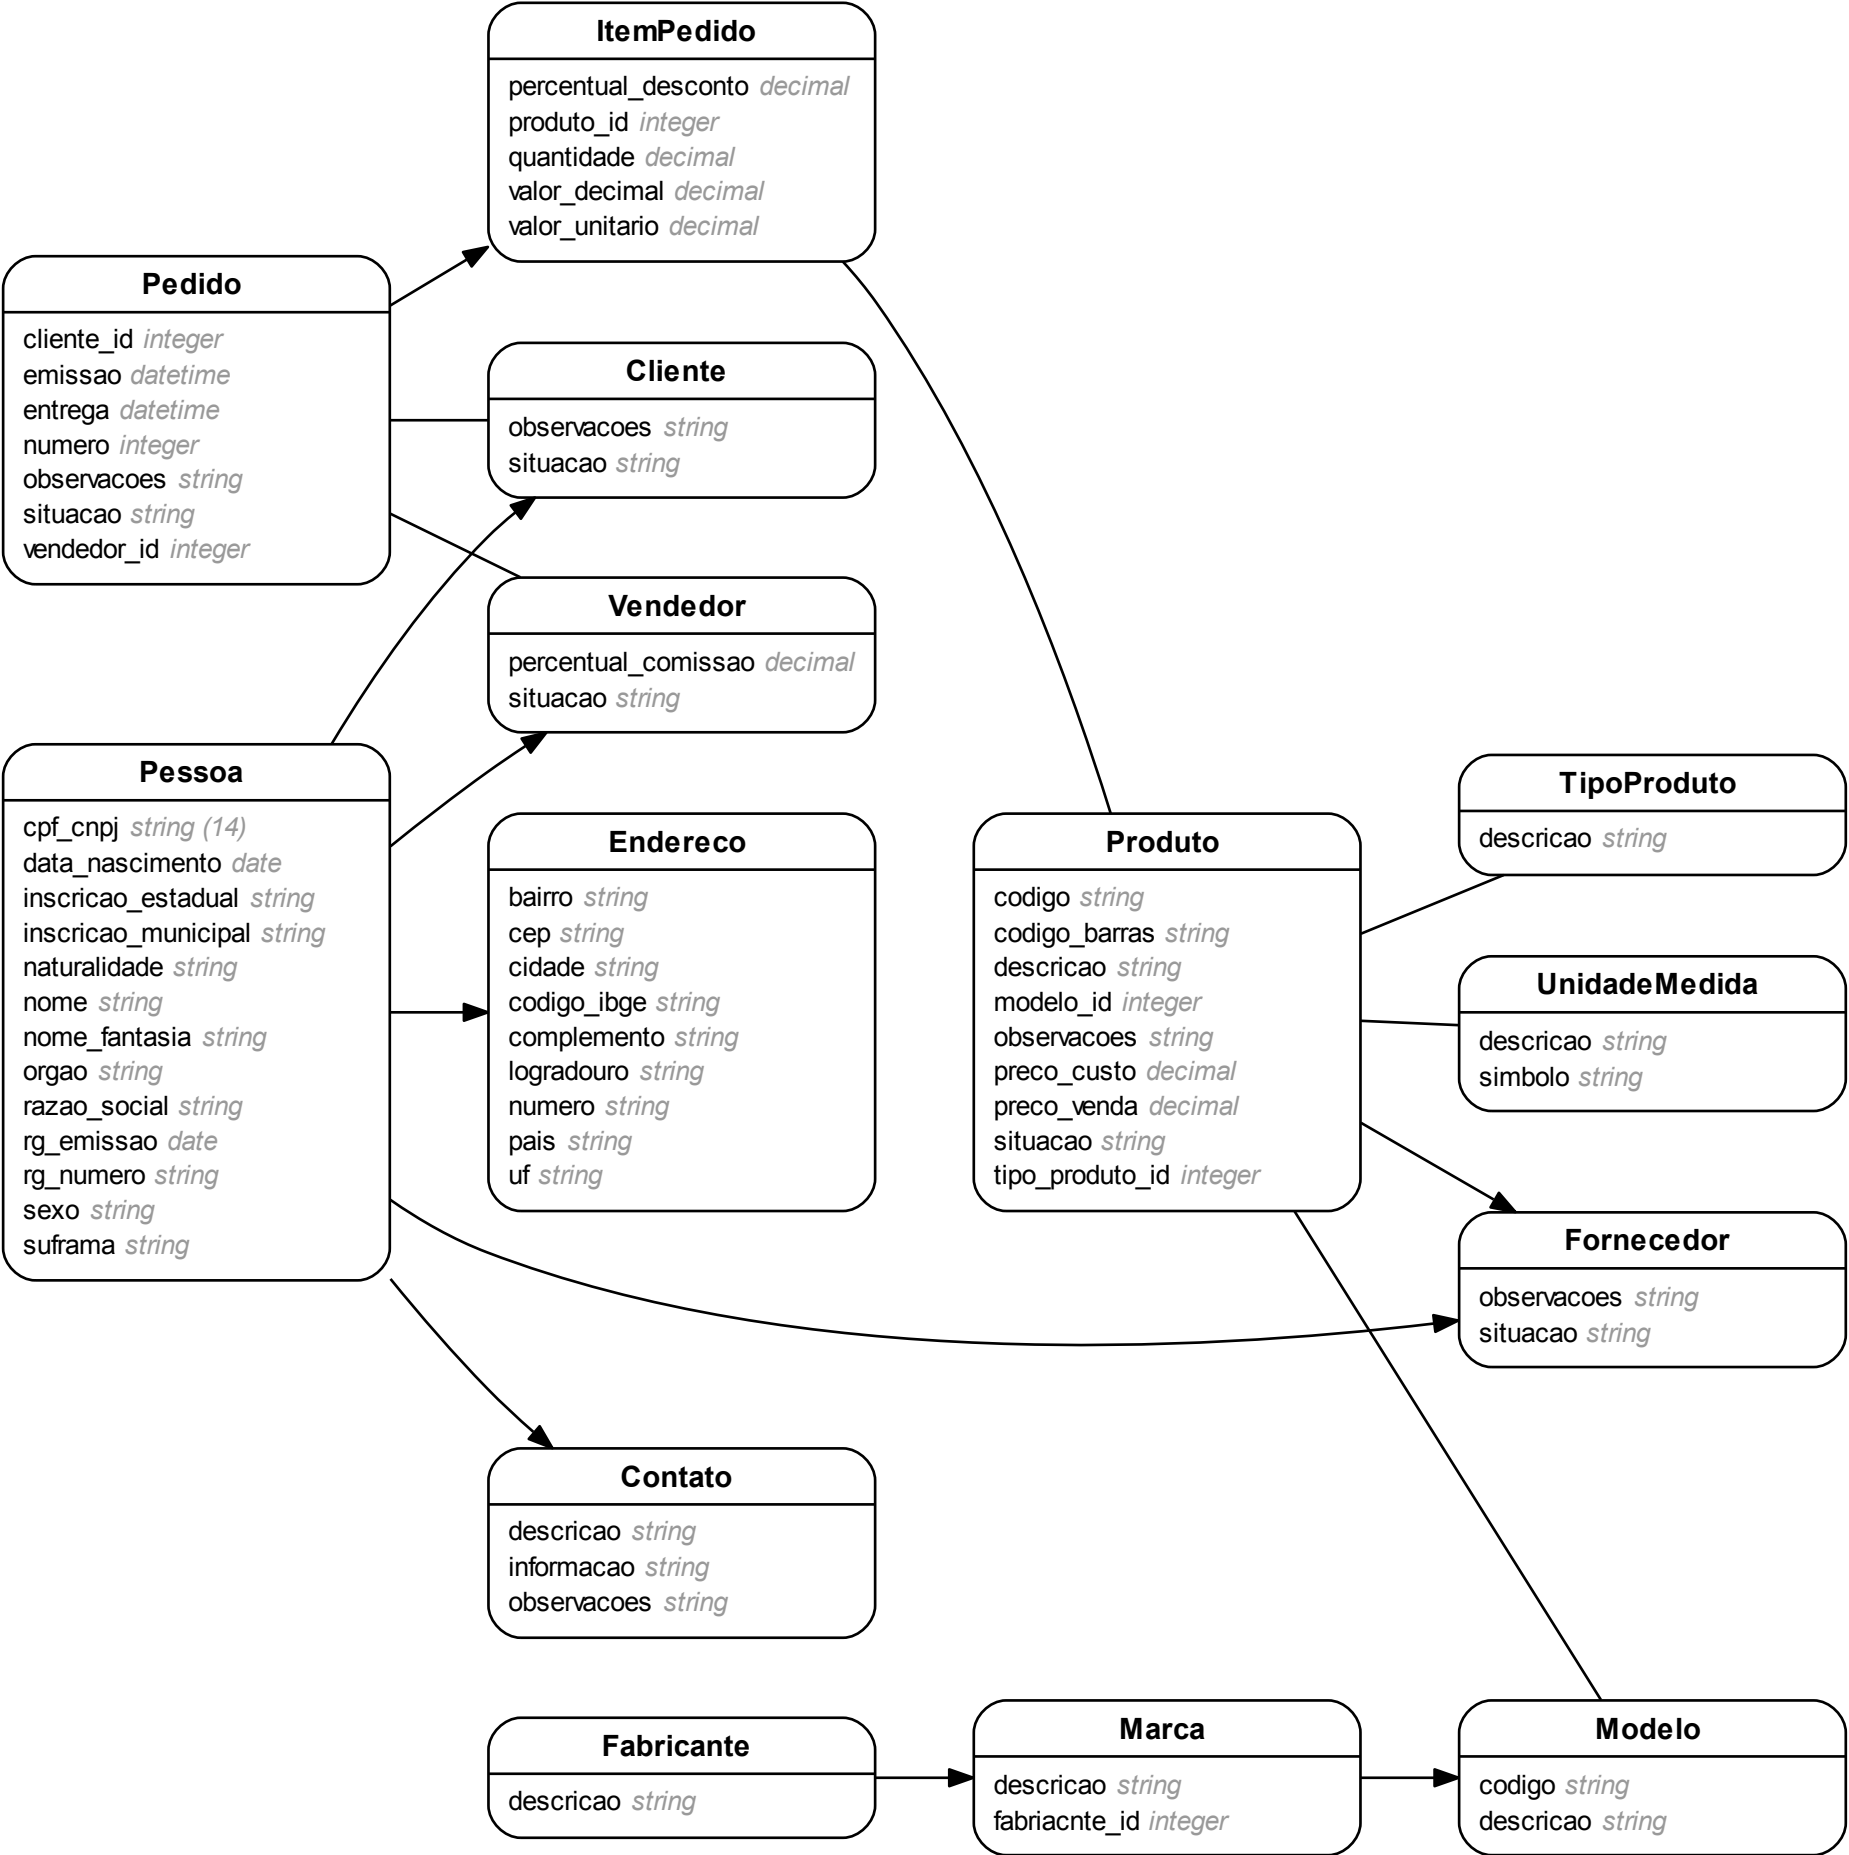 ItemPedido
percentual_desconto decimal
produto_id integer
quantidade decimal
valor_decimal decimal
valor_unitario decimal
Pedido
cliente_id integer
emissao datetime
entrega datetime
numero integer
observacoes string
situacao string
vendedor_id integer
Cliente
observacoes string
situacao string
Vendedor
percentual_comissao decimal
situacao string
Pessoa
cpf_cnpj string (14)
data_nascimento date
inscricao_estadual string
inscricao_municipal string
naturalidade string
nome string
nome_fantasia string
orgao string
razao_social string
rg_emissao date
rg_numero string
sexo string
suframa string
Endereco
bairro string
cep string
cidade string
codigo_ibge string
complemento string
logradouro string
numero string
pais string
uf string
Produto
codigo string
codigo_barras string
descricao string
modelo_id integer
observacoes string
preco_custo decimal
preco_venda decimal
situacao string
tipo_produto_id integer
TipoProduto
descricao string
UnidadeMedida
descricao string
simbolo string
Fornecedor
observacoes string
situacao string
Contato
descricao string
informacao string
observacoes string
Fabricante
descricao string
Marca
descricao string
fabriacnte_id integer
Modelo
codigo string
descricao string